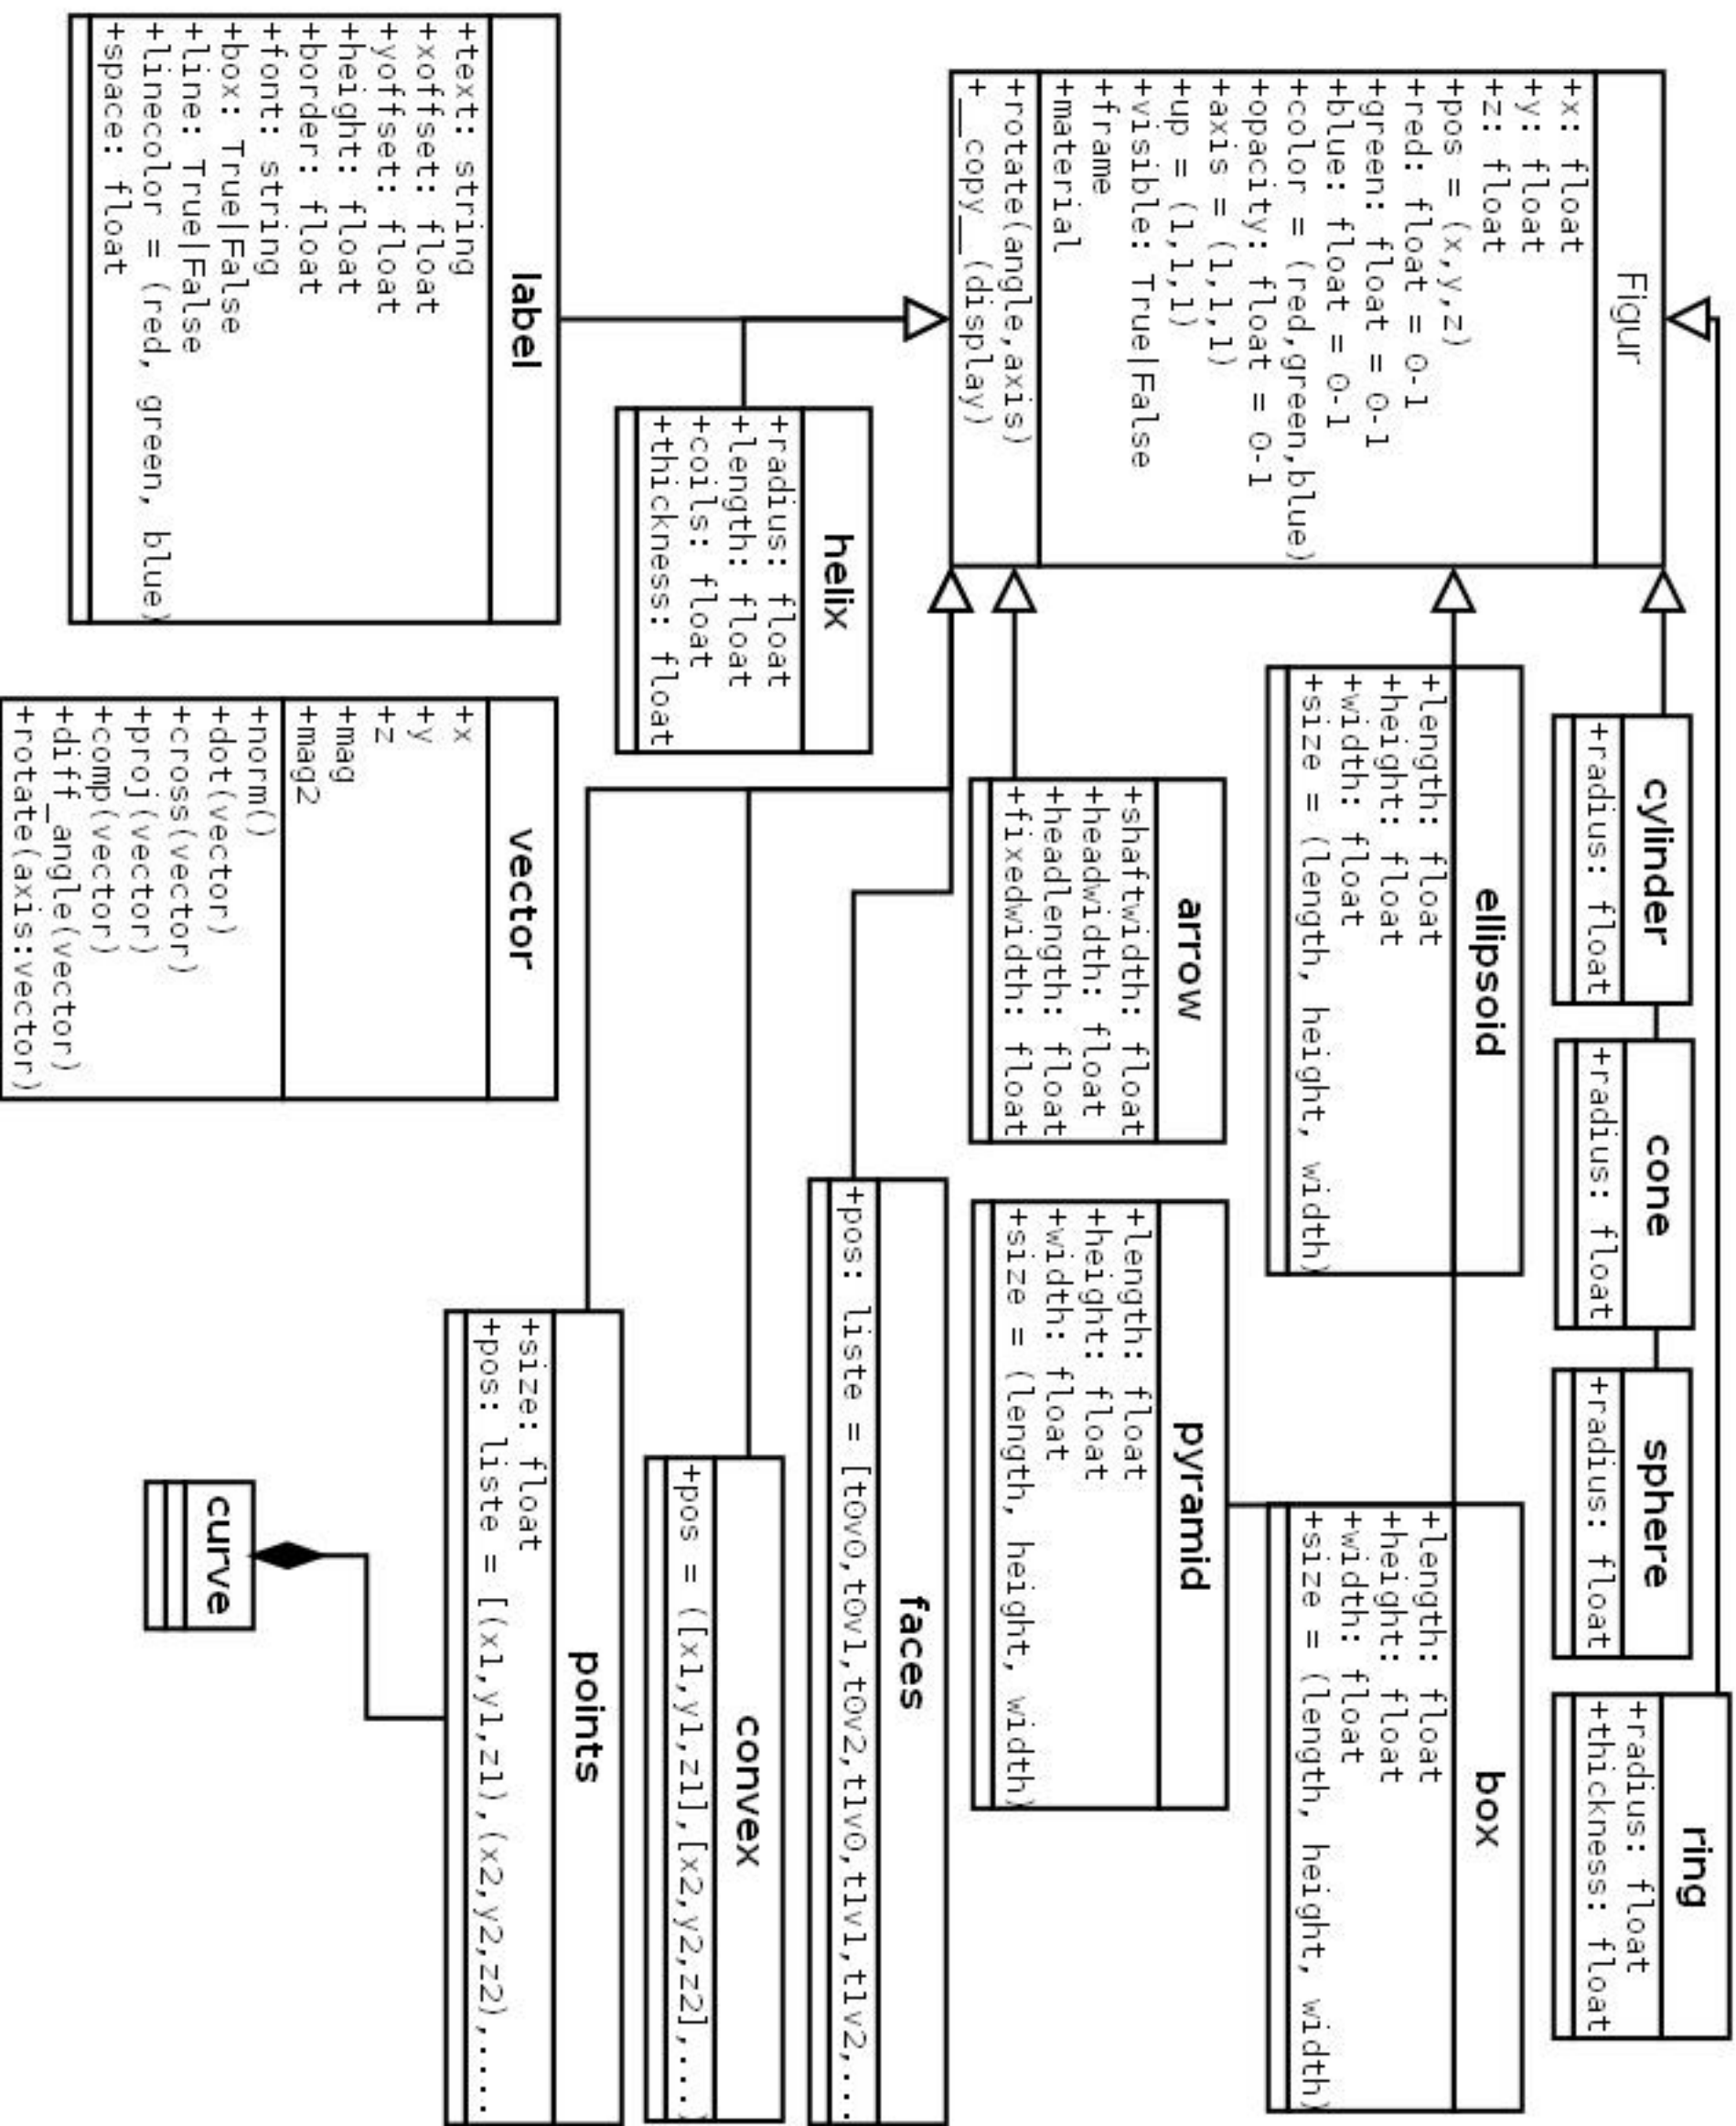 Figur
+x: float
+y: float
+z: float
+pos = (x,y,z)
+red: float = 0-1
+green: float = 0-1
+blue: float = 0-1
+color = (red,green,blue)
+opacity: float = 0-1
+axis = (1,1,1)
+up = (1,1,1)
+visible: True|False
+frame
+material
+rotate(angle,axis)
+__copy__(display)
cylinder
+radius: float
cone
+radius: float
sphere
+radius: float
ring
+radius: float
+thickness: float
ellipsoid
+length: float
+height: float
+width: float
+size = (length, height, width)
box
+length: float
+height: float
+width: float
+size = (length, height, width)
arrow
+shaftwidth: float
+headwidth: float
+headlength: float
+fixedwidth: float
pyramid
+length: float
+height: float
+width: float
+size = (length, height, width)
helix
+radius: float
+length: float
+coils: float
+thickness: float
faces
+pos: liste = [t0v0,t0v1,t0v2,t1v0,t1v1,t1v2,...
convex
+pos = ([x1,y1,z1],[x2,y2,z2],....)
label
+text: string
+xoffset: float
+yoffset: float
+height: float
+border: float
+font: string
+box: True|False
+line: True|False
+linecolor = (red, green, blue)
+space: float
vector
+x
+y
+z
+mag
+mag2
+norm()
+dot(vector)
+cross(vector)
+proj(vector)
+comp(vector)
+diff_angle(vector)
+rotate(axis:vector)
points
+size: float
+pos: liste = [(x1,y1,z1),(x2,y2,z2),....
curve